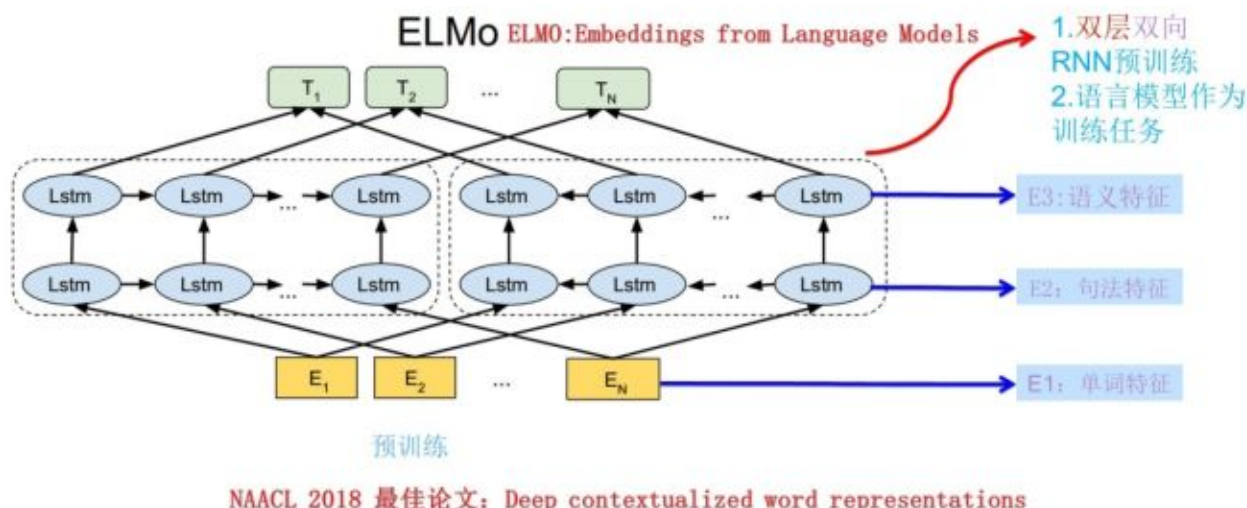 ELMo ELMO:Embeddings from Language Models
1.双层双向
RNN预训练
2.语言模型作为
训练任务
T1 T2 ... TN
Lstm Lstm ... Lstm Lstm Lstm ... Lstm
E3:语义特征
Lstm Lstm ... Lstm Lstm Lstm ... Lstm
E2：句法特征
E1 E2 ... EN
E1：单词特征
预训练
NAACL 2018 最佳论文：Deep contextualized word representations